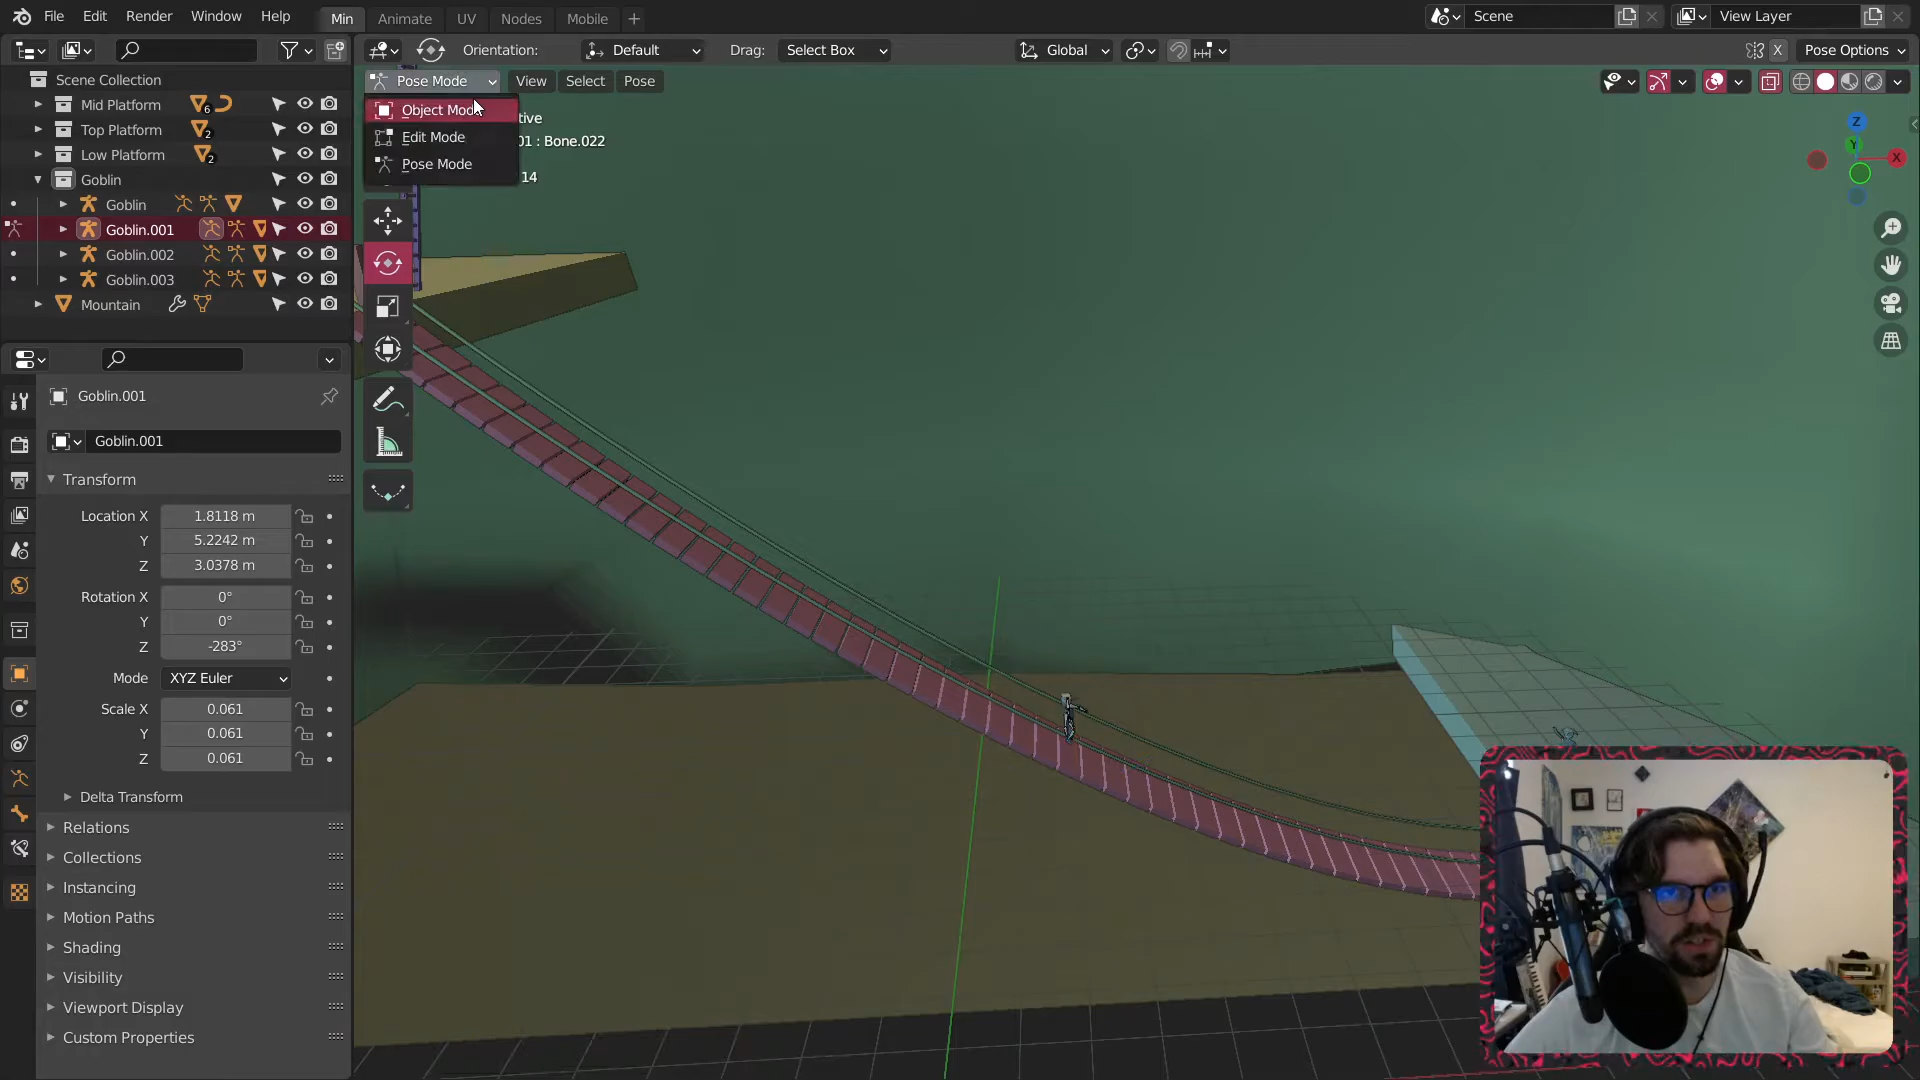 File Edit Render Window Help Min Animate UV Nodes Mobile + Scene View Layer
Orientation: Default Drag: Select Box Global X Pose Options
Pose Mode View Select Pose
Object Mode
Edit Mode
Pose Mode
tive
01 : Bone.022
14
Scene Collection
Mid Platform 6
Top Platform 2
Low Platform 2
Goblin
Goblin
Goblin.001
Goblin.002
Goblin.003
Mountain
Goblin.001
Goblin.001
Transform
Location X 1.8118 m
Y 5.2242 m
Z 3.0378 m
Rotation X 0°
Y 0°
Z -283°
Mode XYZ Euler
Scale X 0.061
Y 0.061
Z 0.061
Delta Transform
Relations
Collections
Instancing
Motion Paths
Shading
Visibility
Viewport Display
Custom Properties
Z
Y
X